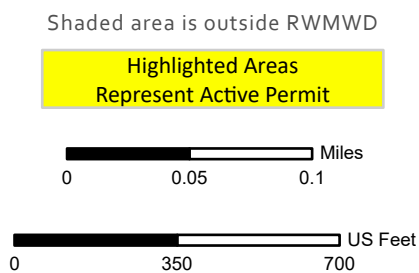 Shaded area is outside RWMWD
Highlighted Areas
Represent Active Permit
Miles
0 0.05 0.1
US Feet
0 350 700